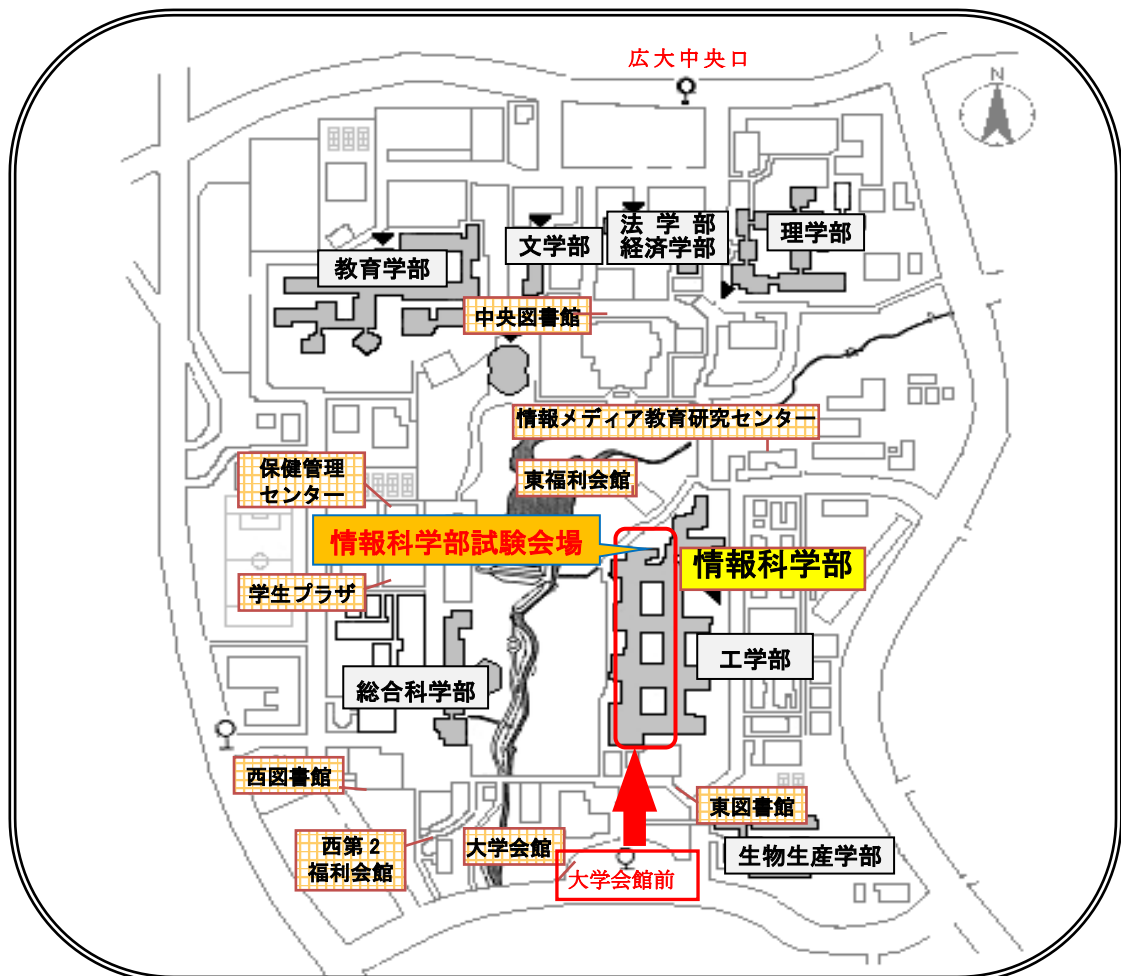 広大中央口
N
法学部
経済学部
文学部
理学部
教育学部
中央図書館
情報メディア教育研究センター
保健管理
センター
東福利会館
情報科学部試験会場
情報科学部
学生プラザ
工学部
総合科学部
西図書館
東図書館
西第2
福利会館
大学会館
生物生産学部
大学会館前